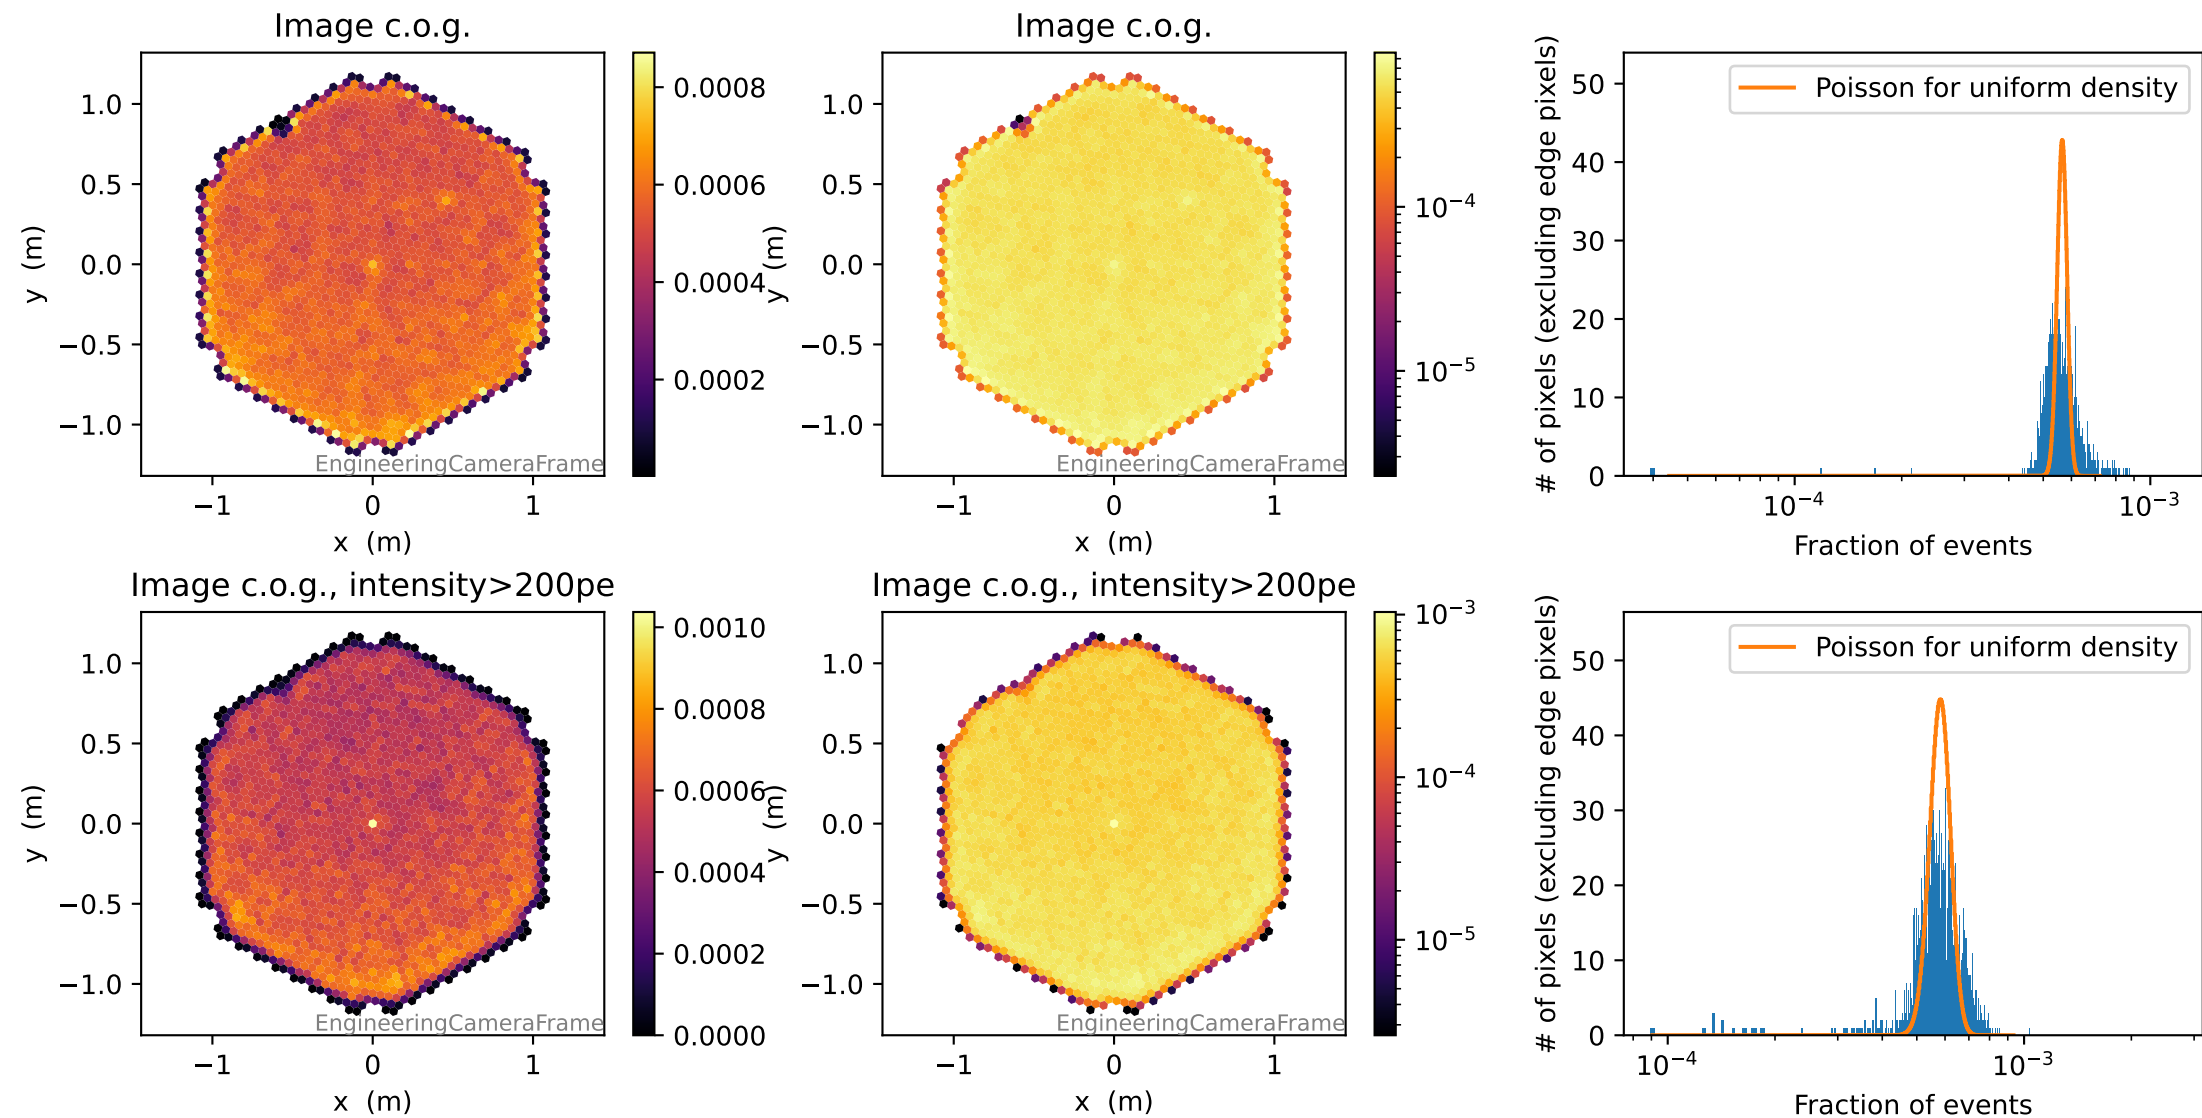 Image c.o.g.
1.0
0.5
0.0
−0.5
−1.0
y (m)
−1
0
1
x (m)
EngineeringCameraFrame
0.0008
0.0006
0.0004
0.0002
Image c.o.g.
1.0
0.5
0.0
−0.5
−1.0
y (m)
−1
0
1
x (m)
EngineeringCameraFrame
10⁻⁴
10⁻⁵
50
40
30
20
10
0
# of pixels (excluding edge pixels)
Poisson for uniform density
10⁻⁴
10⁻³
Fraction of events
Image c.o.g., intensity>200pe
1.0
0.5
0.0
−0.5
−1.0
y (m)
−1
0
1
x (m)
EngineeringCameraFrame
0.0010
0.0008
0.0006
0.0004
0.0002
0.0000
Image c.o.g., intensity>200pe
1.0
0.5
0.0
−0.5
−1.0
y (m)
−1
0
1
x (m)
EngineeringCameraFrame
10⁻³
10⁻⁴
10⁻⁵
50
40
30
20
10
0
# of pixels (excluding edge pixels)
Poisson for uniform density
10⁻⁴
10⁻³
Fraction of events